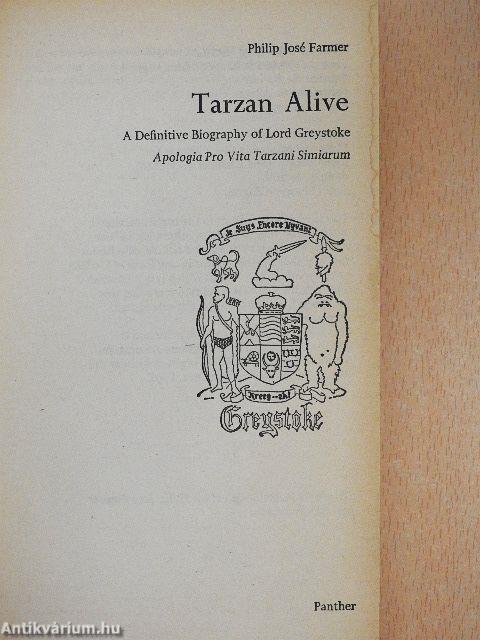 Philip José Farmer
Tarzan Alive
A Definitive Biography of Lord Greystoke
Apologia Pro Vita Tarzani Simiarum
Je Suys Encore Vyvant
Kreeg-ah!
Greystoke
Panther
Antikvárium.hu